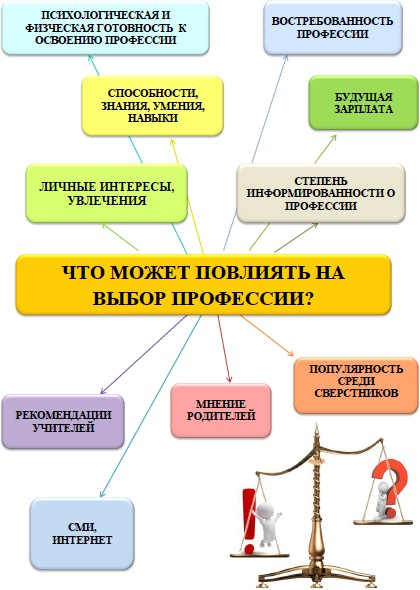 ПСИХОЛОГИЧЕСКАЯ И
ФИЗЧЕСКАЯ ГОТОВНОСТЬ К
ОСВОЕНИЮ ПРОФЕССИИ
ВОСТРЕБОВАННОСТЬ
ПРОФЕССИИ
СПОСОБНОСТИ,
ЗНАНИЯ, УМЕНИЯ,
НАВЫКИ
БУДУЩАЯ
ЗАРПЛАТА
ЛИЧНЫЕ ИНТЕРЕСЫ,
УВЛЕЧЕНИЯ
СТЕПЕНЬ
ИНФОРМИРОВАННОСТИ О
ПРОФЕССИИ
ЧТО МОЖЕТ ПОВЛИЯТЬ НА
ВЫБОР ПРОФЕССИИ?
РЕКОМЕНДАЦИИ
УЧИТЕЛЕЙ
МНЕНИЕ
РОДИТЕЛЕЙ
ПОПУЛЯРНОСТЬ
СРЕДИ
СВЕРСТНИКОВ
СМИ,
ИНТЕРНЕТ
! ?